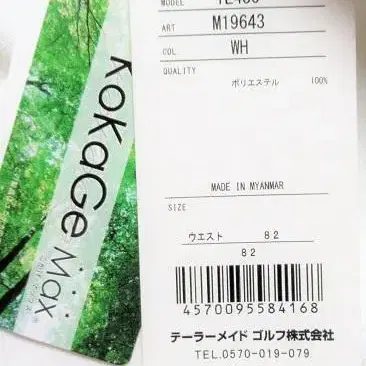 KoKaGe Mäx
MODEL
ART M19643
COL. WH
QUALITY
ポリエステル 100%
MADE IN MYANMAR
SIZE
ウエスト 82
82
4570095584168
テーラーメイド ゴルフ株式会社
TEL.0570-019-079